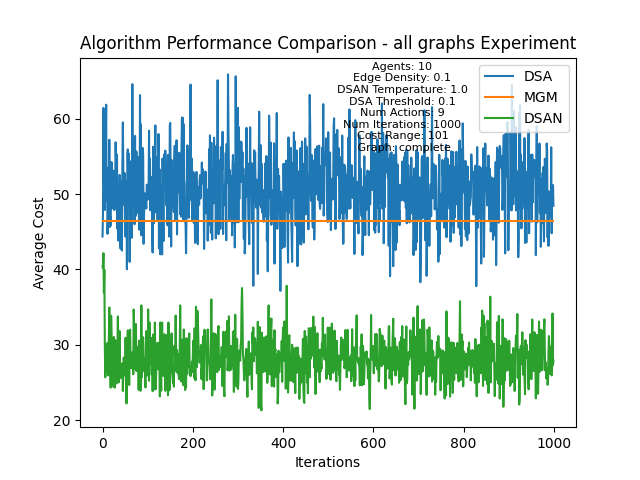 Algorithm Performance Comparison - all graphs Experiment
Agents: 10
Edge Density: 0.1
DSAN Temperature: 1.0
DSA Threshold: 0.1
Num Actions: 9
Num Iterations: 1000
Cost Range: 101
Graph: complete
DSA
MGM
DSAN
Average Cost
60
50
40
30
20
0
200
400
600
800
1000
Iterations